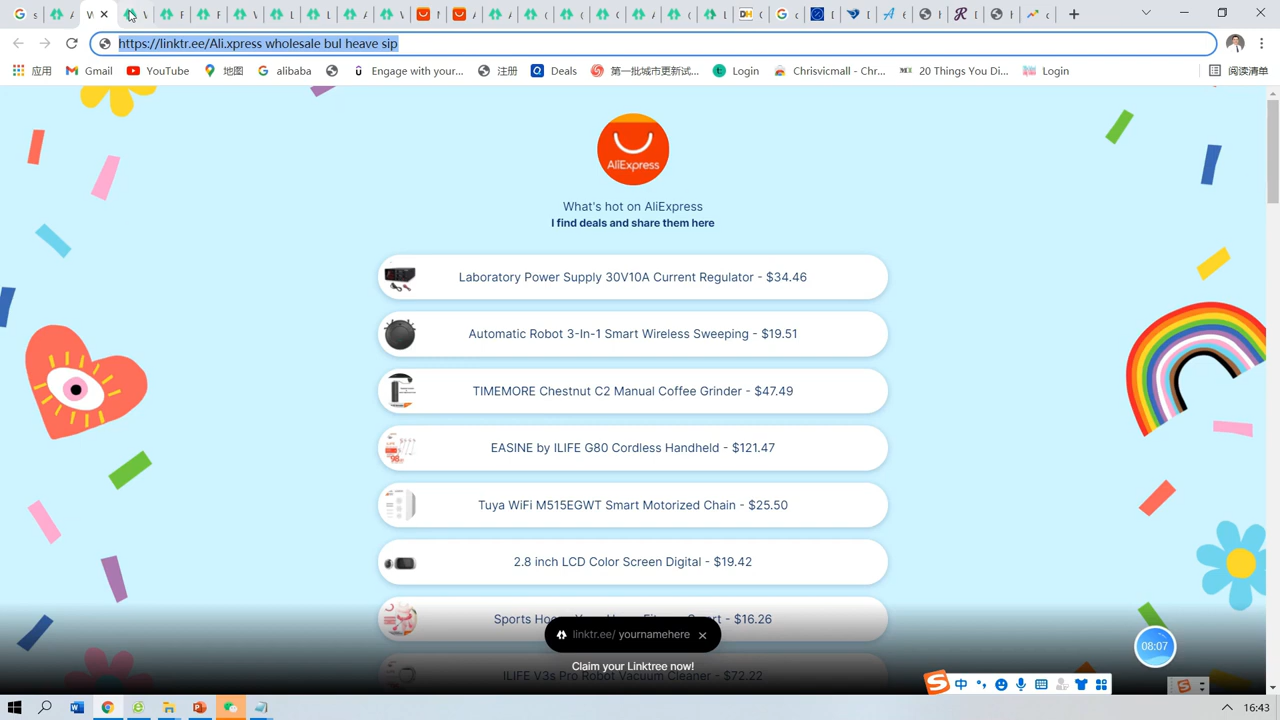 https://linktr.ee/Ali.xpress wholesale bul heave sip
应用
Gmail
YouTube
地图
alibaba
Engage with your...
注册
Deals
第一批城市更新试...
Login
Chrisvicmall - Chr...
20 Things You Di...
Login
阅读清单
AliExpress
What's hot on AliExpress
I find deals and share them here
Laboratory Power Supply 30V10A Current Regulator - $34.46
Automatic Robot 3-In-1 Smart Wireless Sweeping - $19.51
TIMEMORE Chestnut C2 Manual Coffee Grinder - $47.49
EASINE by ILIFE G80 Cordless Handheld - $121.47
Tuya WiFi M515EGWT Smart Motorized Chain - $25.50
2.8 inch LCD Color Screen Digital - $19.42
Sports - $16.26
linktr.ee/ yournamehere
Claim your Linktree now!
ILIFE V3s Pro Robot Vacuum Cleaner - $72.22
08:07
中
16:43